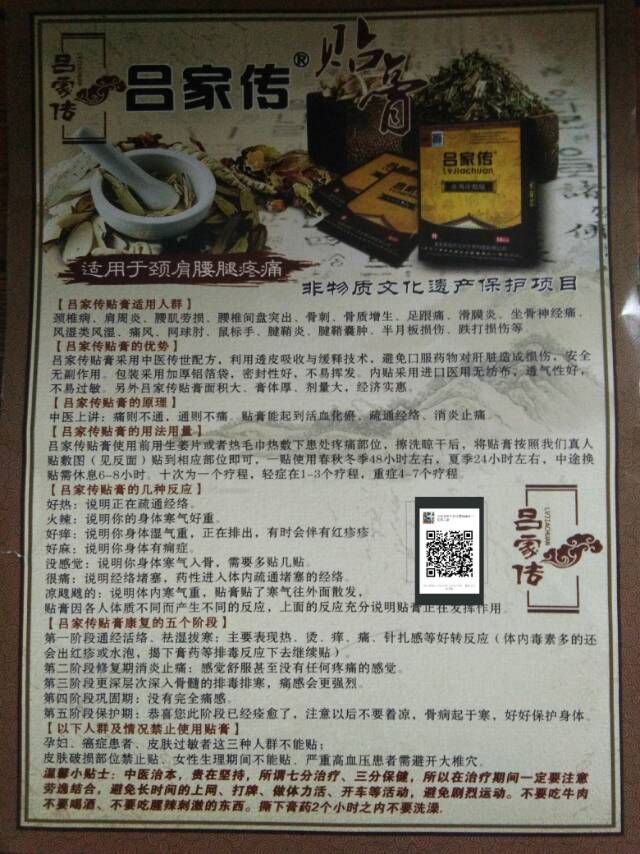 吕家传
吕家传®贴膏
吕家传
Lvjiachuan
适用于颈肩腰腿疼痛
非物质文化遗产保护项目
【吕家传贴膏适用人群】
颈椎病、肩周炎、腰肌劳损、腰椎间盘突出、骨刺、骨质增生、足跟痛、滑膜炎、坐骨神经痛、
风湿类风湿、痛风、网球肘、鼠标手、腱鞘炎、腱鞘囊肿、半月板损伤、跌打损伤等
【吕家传贴膏的优势】
吕家传贴膏采用中医传世配方，利用透皮吸收与缓释技术，避免口服药物对肝脏造成损伤，安全
无副作用。包装采用加厚铝箔袋，密封性好，不易挥发。内贴采用进口医用无纺布，透气性好，
不易过敏。另外吕家传贴膏面积大、膏体厚、剂量大，经济实惠。
【吕家传贴膏的原理】
中医上讲：痛则不通，通则不痛。贴膏能起到活血化瘀、疏通经络、消炎止痛
【吕家传贴膏的用法用量】
吕家传贴膏使用前用生姜片或者热毛巾热敷下患处疼痛部位，擦洗晾干后，将贴膏按照我们真人
贴敷图（见反面）贴到相应部位即可，一贴使用春秋冬季48小时左右，夏季24小时左右，中途换
贴需休息6-8小时。十次为一个疗程，轻症在1-3个疗程，重症4-7个疗程。
【吕家传贴膏的几种反应】
好热：说明正在疏通经络。
火辣：说明你的身体寒气好重。
好痒：说明你身体湿气重，正在排出，有时会伴有红疹疹
好麻：说明你身体有痹症。
没感觉：说明你身体寒气入骨，需要多贴几贴。
很痛：说明经络堵塞，药性进入体内疏通堵塞的经络。
凉飕飕的：说明体内寒气重，贴膏贴了寒气往外面散发，
贴膏因各人体质不同而产生不同的反应，上面的反应充分说明贴膏正在发挥作用。
吕家传
LVJIACHUAN
【吕家传贴膏康复的五个阶段】
第一阶段通经活络、祛湿拔寒：主要表现热、烫、痒、痛、针扎感等好转反应（体内毒素多的还
会出红疹或水泡，揭下膏药等排毒反应下去继续贴）。
第二阶段修复期消炎止痛：感觉舒服甚至没有任何疼痛的感觉。
第三阶段更深层次深入骨髓的排毒排寒，痛感会更强烈。
第四阶段巩固期：没有完全痛感。
第五阶段保护期：恭喜您此阶段已经痊愈了，注意以后不要着凉，骨病起于寒，好好保护身体。
【以下人群及情况禁止使用贴膏】
孕妇、癌症患者、皮肤过敏者这三种人群不能贴；
皮肤破损部位禁止贴、女性生理期间不能贴、严重高血压患者需避开大椎穴。
温馨小贴士：中医治本，贵在坚持，所谓七分治疗、三分保健，所以在治疗期间一定要注意
劳逸结合，避免长时间的上网、打牌、做体力活、开车等活动，避免剧烈运动。不要吃牛肉
不要喝酒、不要吃腥辣刺激的东西。撕下膏药2个小时之内不要洗澡.